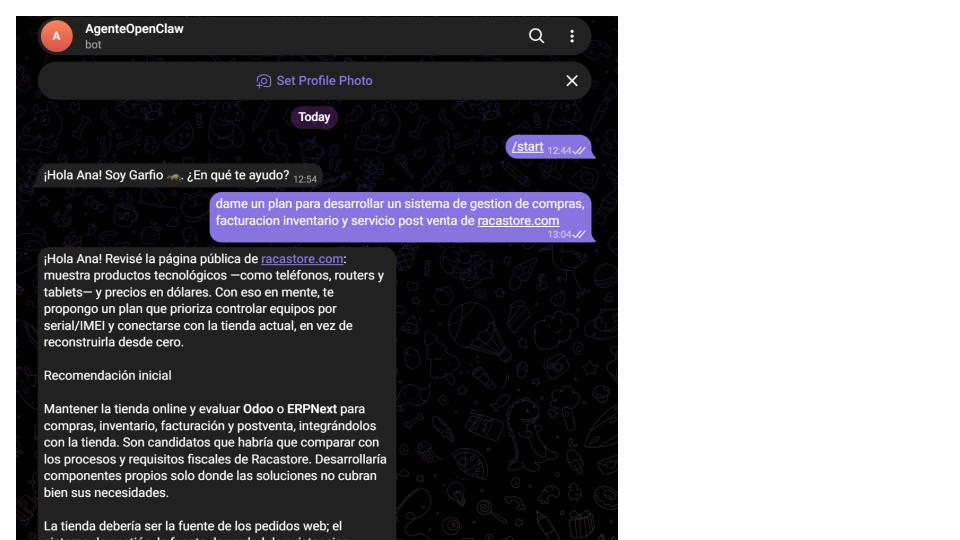 A
AgenteOpenClaw
bot
Set Profile Photo
Today
/start 12:44
¡Hola Ana! Soy Garfio 🦡. ¿En qué te ayudo? 12:54
dame un plan para desarrollar un sistema de gestion de compras,
facturacion inventario y servicio post venta de racastore.com
13:04
¡Hola Ana! Revisé la página pública de racastore.com:
muestra productos tecnológicos —como teléfonos, routers y
tablets— y precios en dólares. Con eso en mente, te
propongo un plan que prioriza controlar equipos por
serial/IMEI y conectarse con la tienda actual, en vez de
reconstruirla desde cero.
Recomendación inicial
Mantener la tienda online y evaluar Odoo o ERPNext para
compras, inventario, facturación y postventa, integrándolos
con la tienda. Son candidatos que habría que comparar con
los procesos y requisitos fiscales de Racastore. Desarrollaría
componentes propios solo donde las soluciones no cubran
bien sus necesidades.
La tienda debería ser la fuente de los pedidos web; el